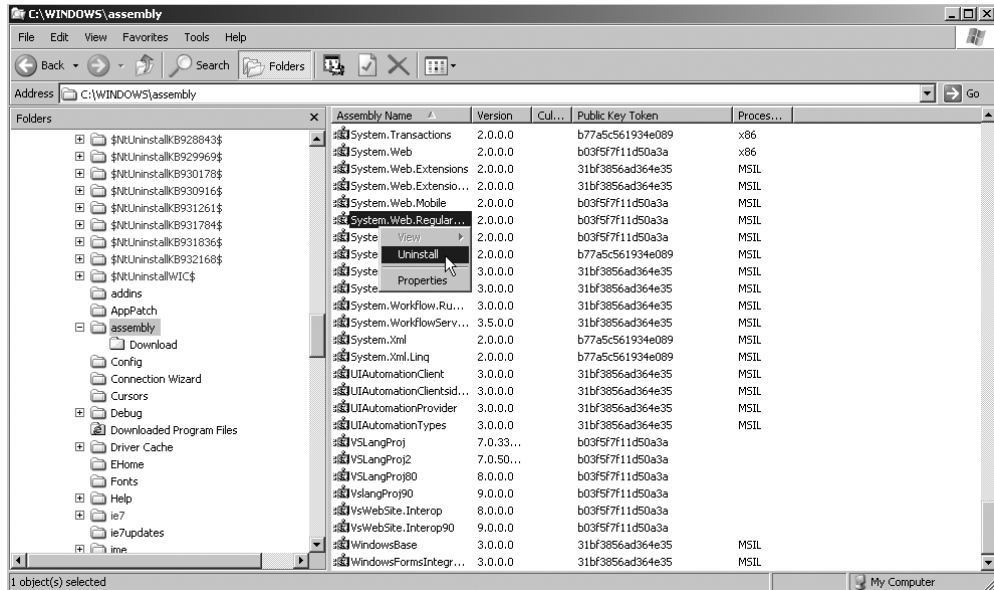 C:\WINDOWS\assembly
File Edit View Favorites Tools Help
Back Search Folders
Address C:\WINDOWS\assembly Go
Folders
$NtUninstallKB928843$
$NtUninstallKB929969$
$NtUninstallKB930178$
$NtUninstallKB930916$
$NtUninstallKB931261$
$NtUninstallKB931784$
$NtUninstallKB931836$
$NtUninstallKB932168$
$NtUninstallWIC$
addins
AppPatch
assembly
Download
Config
Connection Wizard
Cursors
Debug
Downloaded Program Files
Driver Cache
EHome
Fonts
Help
ie7
ie7updates
ime
Assembly Name Version Cul... Public Key Token Proces...
System.Transactions 2.0.0.0 b77a5c561934e089 x86
System.Web 2.0.0.0 b03f5f7f11d50a3a x86
System.Web.Extensions 2.0.0.0 31bf3856ad364e35 MSIL
System.Web.Extensio... 2.0.0.0 31bf3856ad364e35 MSIL
System.Web.Mobile 2.0.0.0 b03f5f7f11d50a3a MSIL
System.Web.Regular... 2.0.0.0 b03f5f7f11d50a3a MSIL
Syste 2.0.0.0 b03f5f7f11d50a3a MSIL
Syste 2.0.0.0 b77a5c561934e089 MSIL
Syste 3.0.0.0 31bf3856ad364e35 MSIL
Syste 3.0.0.0 31bf3856ad364e35 MSIL
View
Uninstall
Properties
System.Workflow.Ru... 3.0.0.0 31bf3856ad364e35 MSIL
System.WorkflowServ... 3.5.0.0 31bf3856ad364e35 MSIL
System.Xml 2.0.0.0 b77a5c561934e089 MSIL
System.Xml.Linq 2.0.0.0 b77a5c561934e089 MSIL
UIAutomationClient 3.0.0.0 31bf3856ad364e35 MSIL
UIAutomationClientsid... 3.0.0.0 31bf3856ad364e35 MSIL
UIAutomationProvider 3.0.0.0 31bf3856ad364e35 MSIL
UIAutomationTypes 3.0.0.0 31bf3856ad364e35 MSIL
VSLangProj 7.0.33... b03f5f7f11d50a3a
VSLangProj2 7.0.50... b03f5f7f11d50a3a
VSLangProj80 8.0.0.0 b03f5f7f11d50a3a
VslangProj90 9.0.0.0 b03f5f7f11d50a3a
VsWebSite.Interop 8.0.0.0 b03f5f7f11d50a3a
VsWebSite.Interop90 9.0.0.0 b03f5f7f11d50a3a
WindowsBase 3.0.0.0 31bf3856ad364e35 MSIL
WindowsFormsIntegr... 3.0.0.0 31bf3856ad364e35 MSIL
1 object(s) selected
My Computer